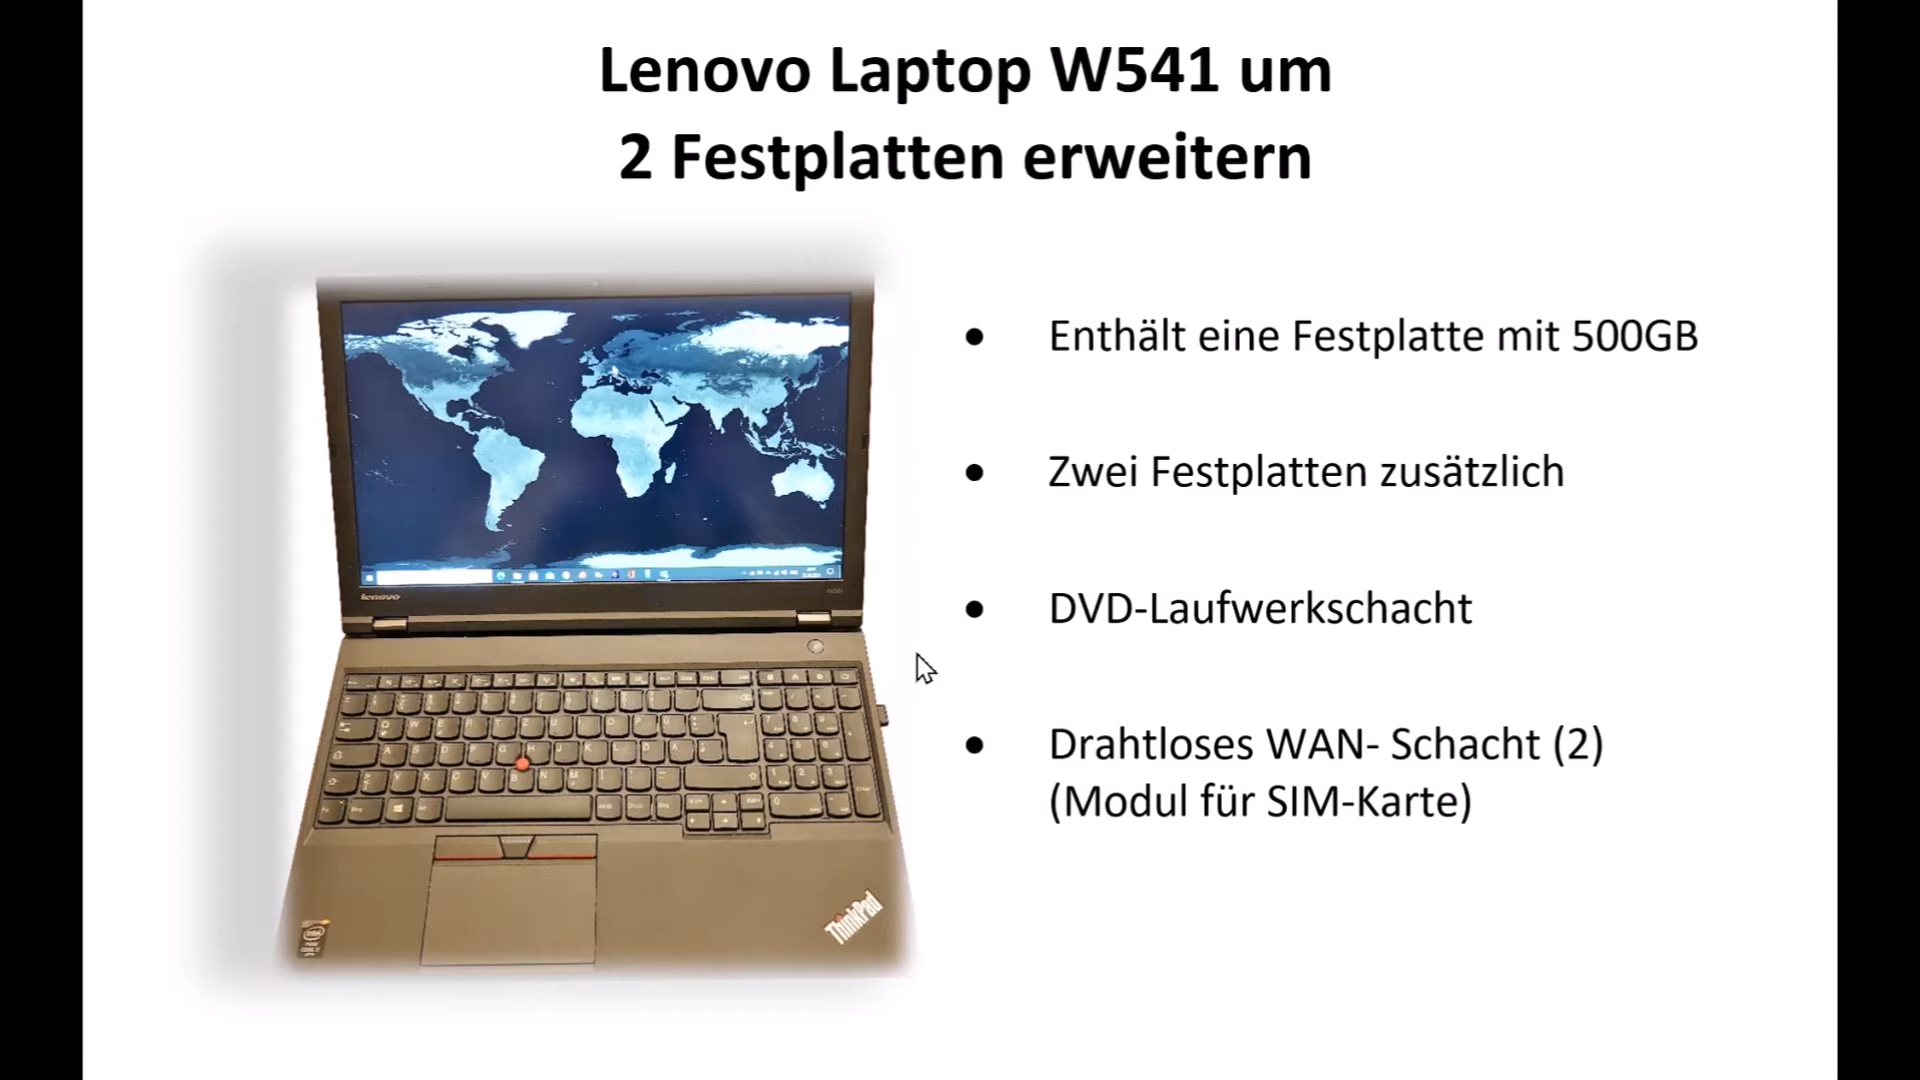 Lenovo Laptop W541 um
2 Festplatten erweitern
• Enthält eine Festplatte mit 500GB
• Zwei Festplatten zusätzlich
• DVD-Laufwerkschacht
• Drahtloses WAN- Schacht (2)
(Modul für SIM-Karte)
lenovo
ThinkPad